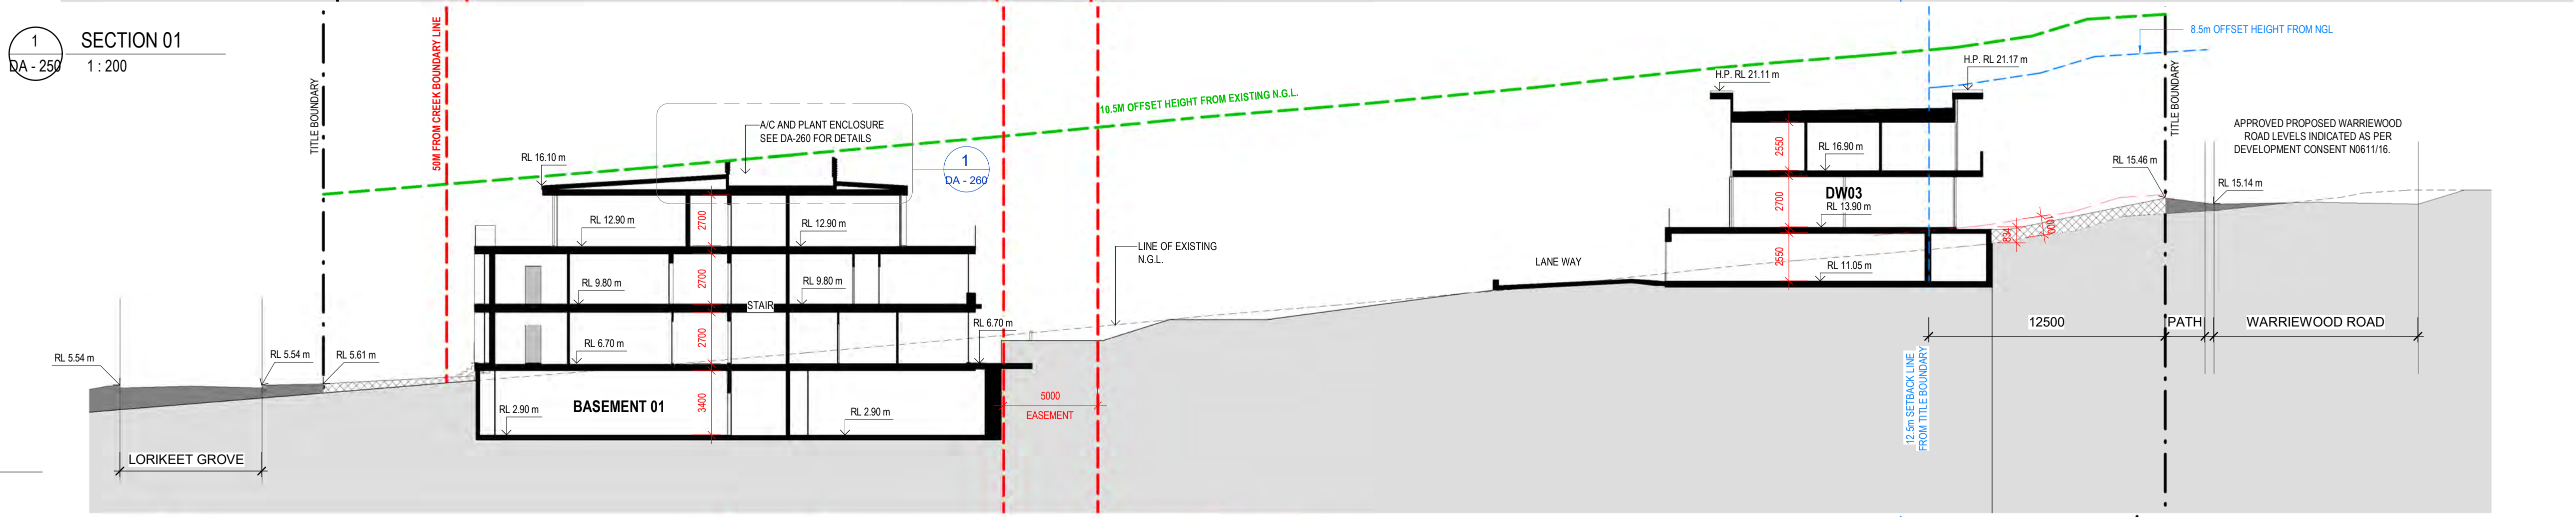 1
DA - 250
SECTION 01
1 : 200
TITLE BOUNDARY
50M FROM CREEK BOUNDARY LINE
RL 16.10 m
A/C AND PLANT ENCLOSURE
SEE DA-260 FOR DETAILS
1
DA - 260
10.5M OFFSET HEIGHT FROM EXISTING N.G.L.
H.P. RL 21.11 m
H.P. RL 21.17 m
8.5m OFFSET HEIGHT FROM NGL
TITLE BOUNDARY
APPROVED PROPOSED WARRIEWOOD
ROAD LEVELS INDICATED AS PER
DEVELOPMENT CONSENT N0611/16.
2550
RL 16.90 m
RL 15.46 m
RL 15.14 m
DW03
2700
RL 13.90 m
834
1000
2700
RL 12.90 m
RL 12.90 m
LINE OF EXISTING
N.G.L.
LANE WAY
2550
RL 11.05 m
2700
RL 9.80 m
RL 9.80 m
STAIR
2700
RL 6.70 m
RL 6.70 m
12500
PATH
WARRIEWOOD ROAD
RL 5.54 m
RL 5.54 m
RL 5.61 m
12.5m SETBACK LINE
FROM TITLE BOUNDARY
RL 2.90 m
BASEMENT 01
3400
RL 2.90 m
5000
EASEMENT
LORIKEET GROVE